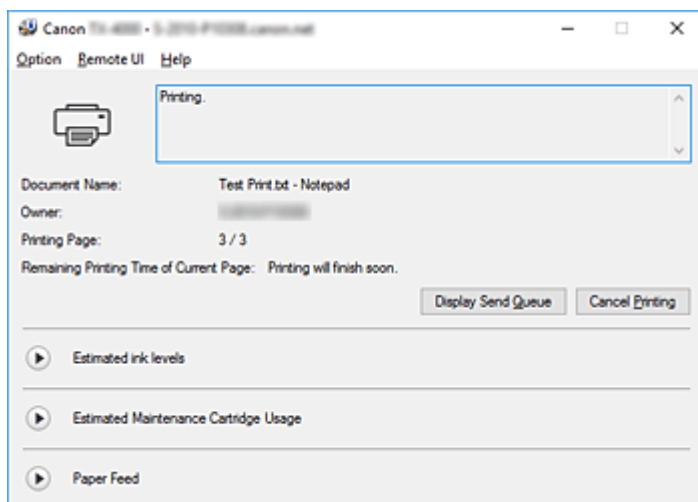 Canon
Option Remote UI Help
Printing.
Document Name: Test Print.txt - Notepad
Owner:
Printing Page: 3 / 3
Remaining Printing Time of Current Page: Printing will finish soon.
Display Send Queue Cancel Printing
Estimated ink levels
Estimated Maintenance Cartridge Usage
Paper Feed